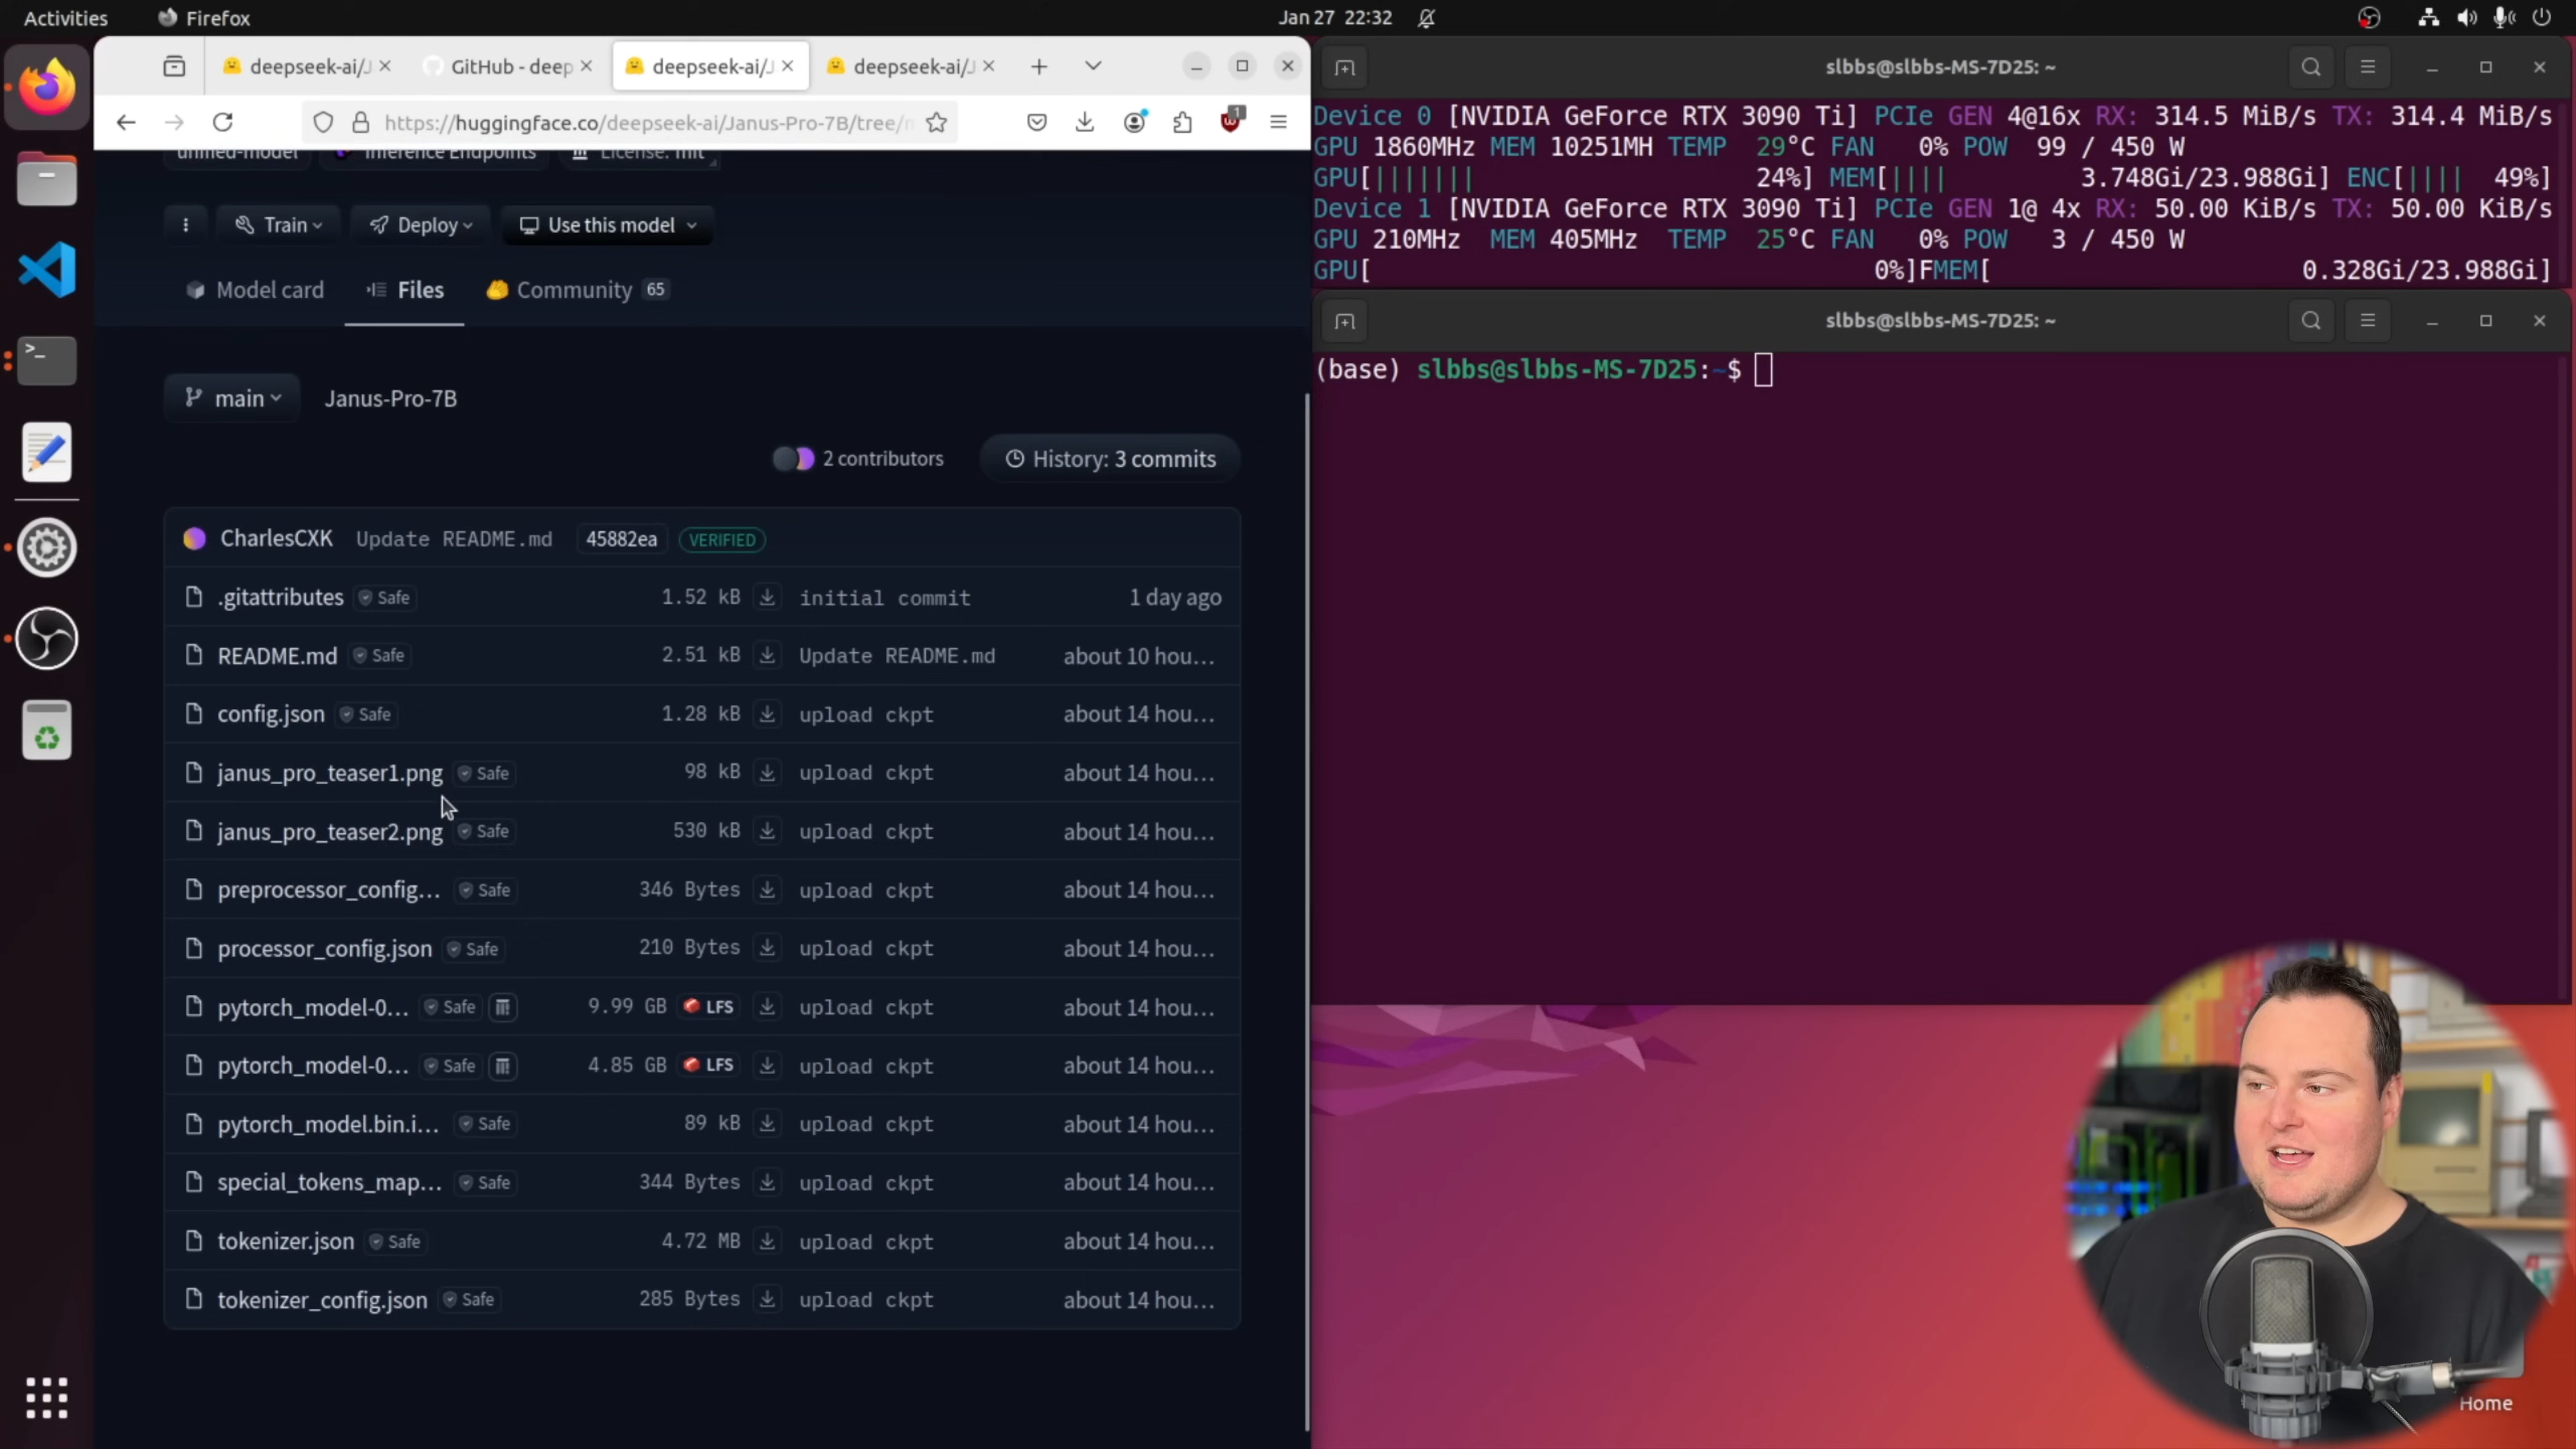 Activities Firefox Jan 27 22:32
deepseek-ai/J GitHub - deep deepseek-ai/J deepseek-ai/J
https://huggingface.co/deepseek-ai/Janus-Pro-7B/tree/
unified-model Inference Endpoints License: mit
Train Deploy Use this model
Model card Files Community 65
main Janus-Pro-7B
2 contributors History: 3 commits
CharlesCXK Update README.md 45882ea VERIFIED
.gitattributes Safe 1.52 kB initial commit 1 day ago
README.md Safe 2.51 kB Update README.md about 10 hou...
config.json Safe 1.28 kB upload ckpt about 14 hou...
janus_pro_teaser1.png Safe 98 kB upload ckpt about 14 hou...
janus_pro_teaser2.png Safe 530 kB upload ckpt about 14 hou...
preprocessor_config... Safe 346 Bytes upload ckpt about 14 hou...
processor_config.json Safe 210 Bytes upload ckpt about 14 hou...
pytorch_model-0... Safe 9.99 GB LFS upload ckpt about 14 hou...
pytorch_model-0... Safe 4.85 GB LFS upload ckpt about 14 hou...
pytorch_model.bin.i... Safe 89 kB upload ckpt about 14 hou...
special_tokens_map... Safe 344 Bytes upload ckpt about 14 hou...
tokenizer.json Safe 4.72 MB upload ckpt about 14 hou...
tokenizer_config.json Safe 285 Bytes upload ckpt about 14 hou...
slbbs@slbbs-MS-7D25: ~
Device 0 [NVIDIA GeForce RTX 3090 Ti] PCIe GEN 4@16x RX: 314.5 MiB/s TX: 314.4 MiB/s
GPU 1860MHz MEM 10251MH TEMP 29°C FAN 0% POW 99 / 450 W
GPU[||||||| 24%] MEM[|||| 3.748Gi/23.988Gi] ENC[|||| 49%]
Device 1 [NVIDIA GeForce RTX 3090 Ti] PCIe GEN 1@ 4x RX: 50.00 KiB/s TX: 50.00 KiB/s
GPU 210MHz MEM 405MHz TEMP 25°C FAN 0% POW 3 / 450 W
GPU[ 0%]FMEM[ 0.328Gi/23.988Gi]
slbbs@slbbs-MS-7D25: ~
(base) slbbs@slbbs-MS-7D25:~$
Home